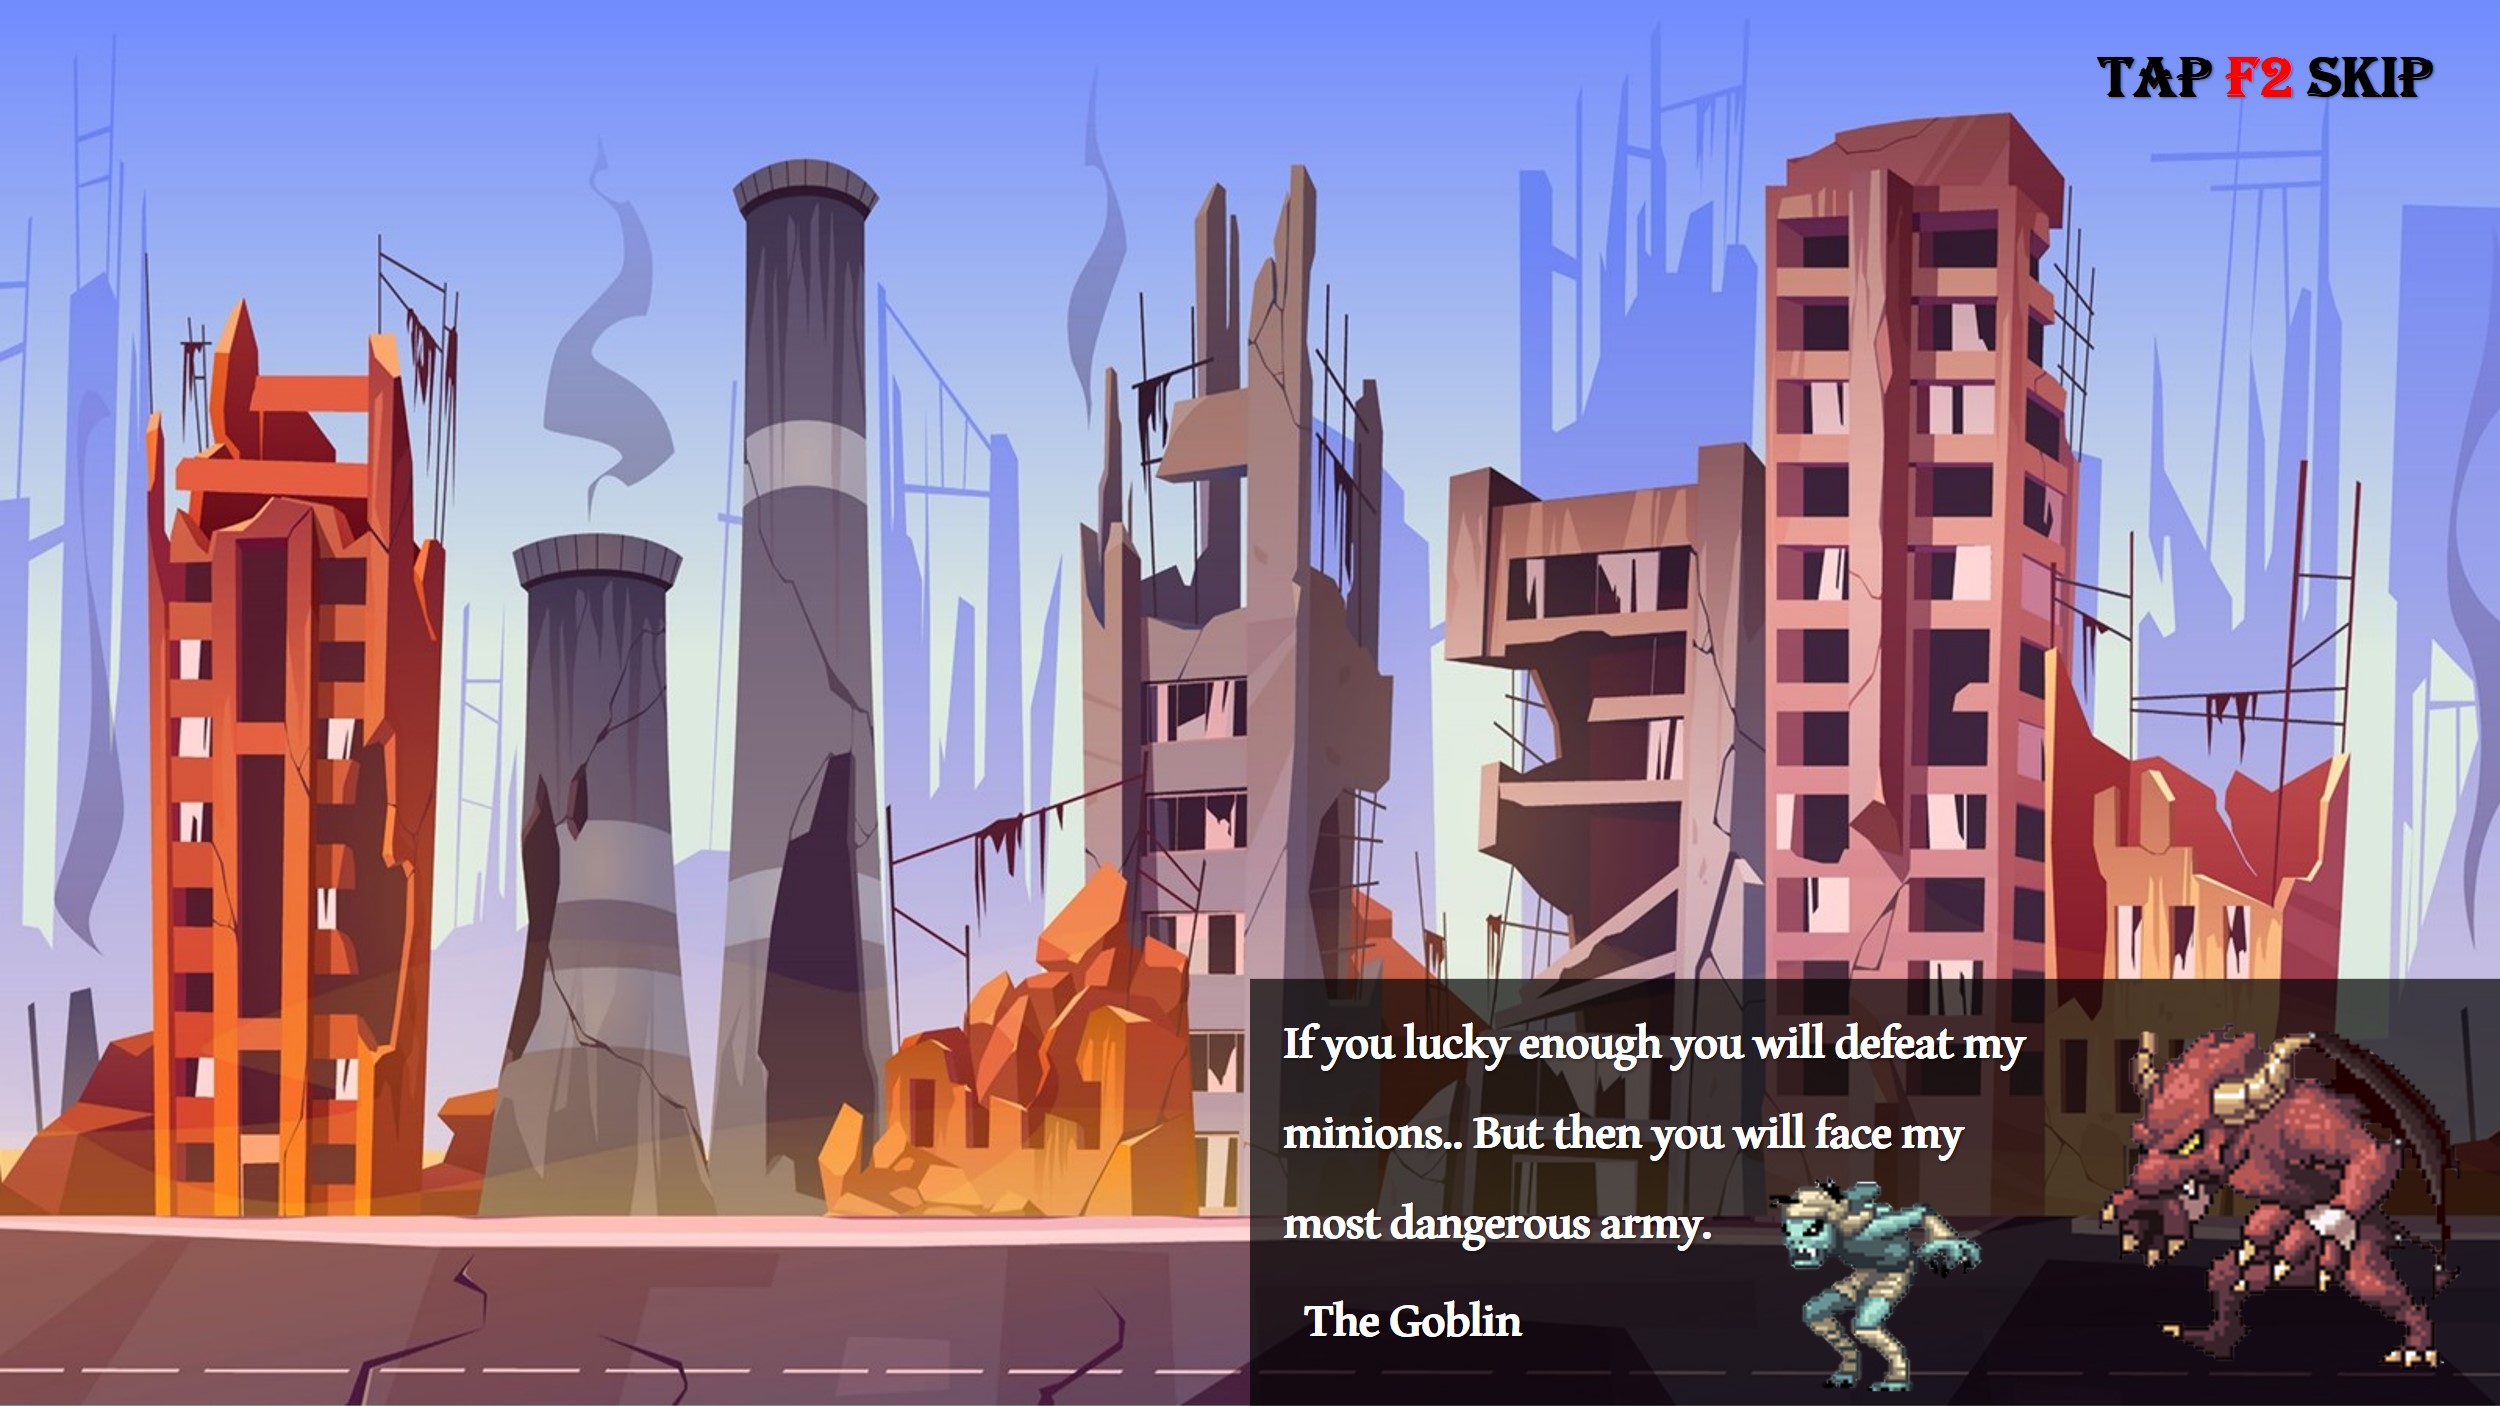 TAP F2 SKIP
If you lucky enough you will defeat my
minions.. But then you will face my
most dangerous army.
The Goblin